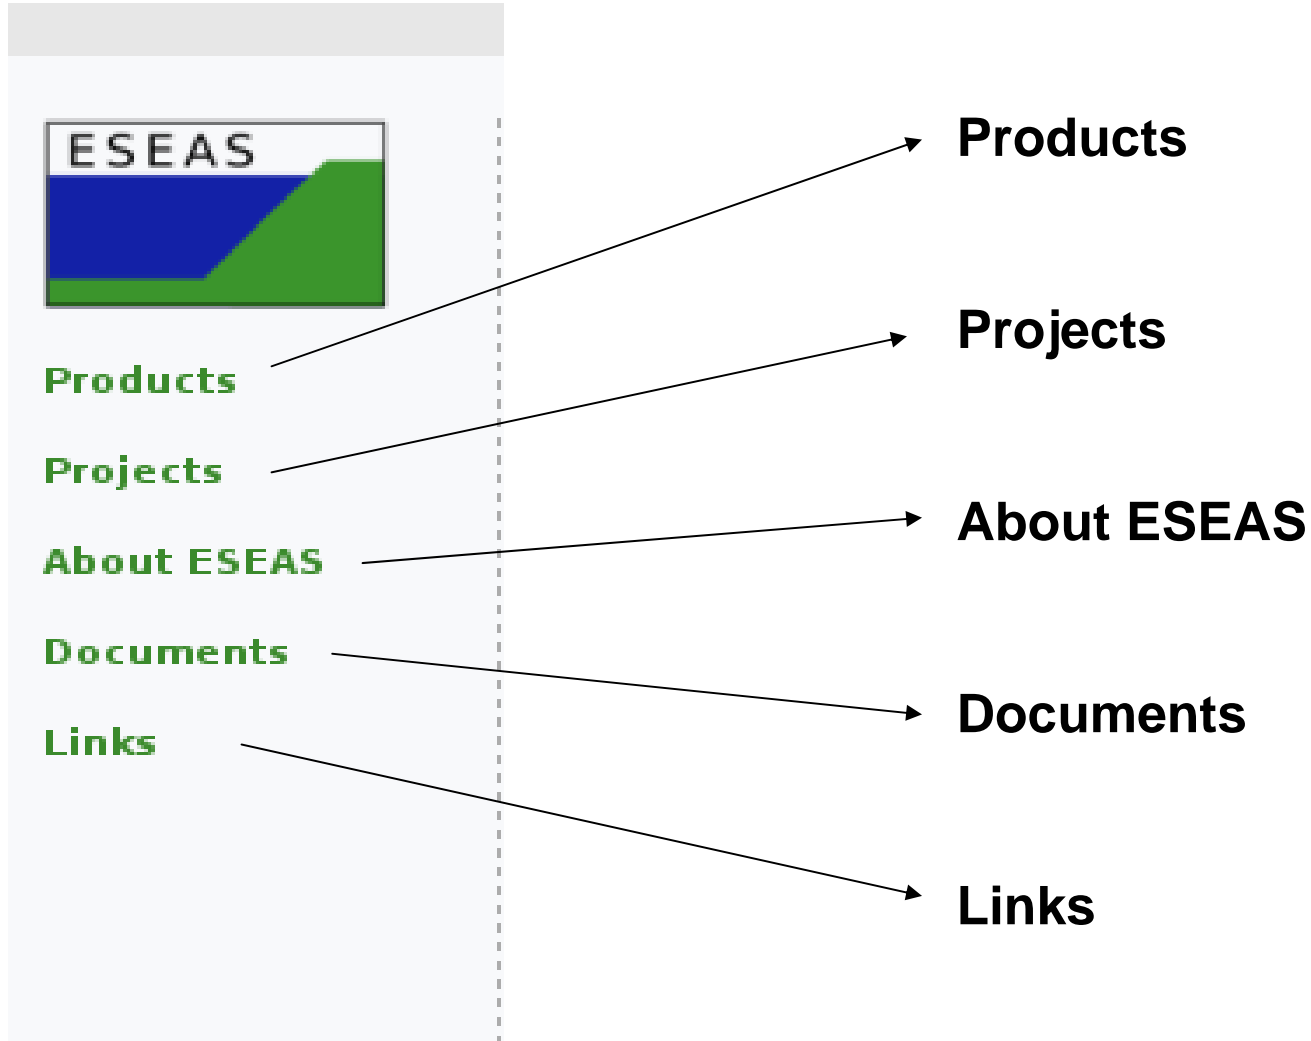 ESEAS
Products
Projects
About ESEAS
Documents
Links
Products
Projects
About ESEAS
Documents
Links